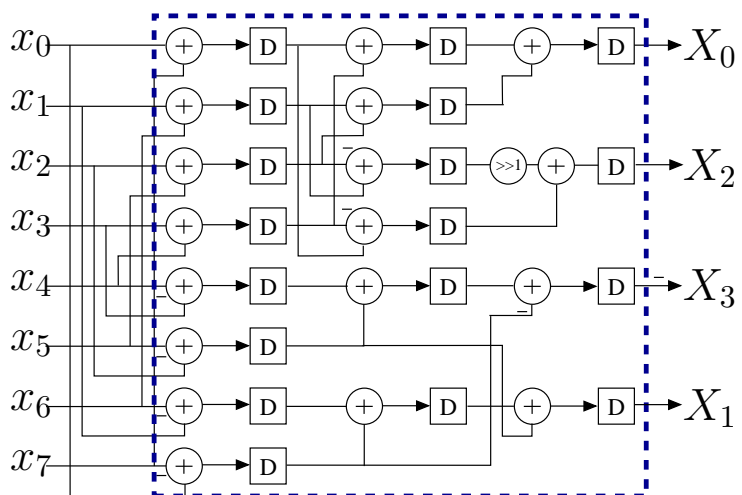 x0 + D + D + D X0
x1 + D + D
x2 + D − + D >>1 + D X2
x3 + D − + D
x4 − + D + D + − D − X3
x5 − + D
x6 − + D + D + D X1
x7 − + D